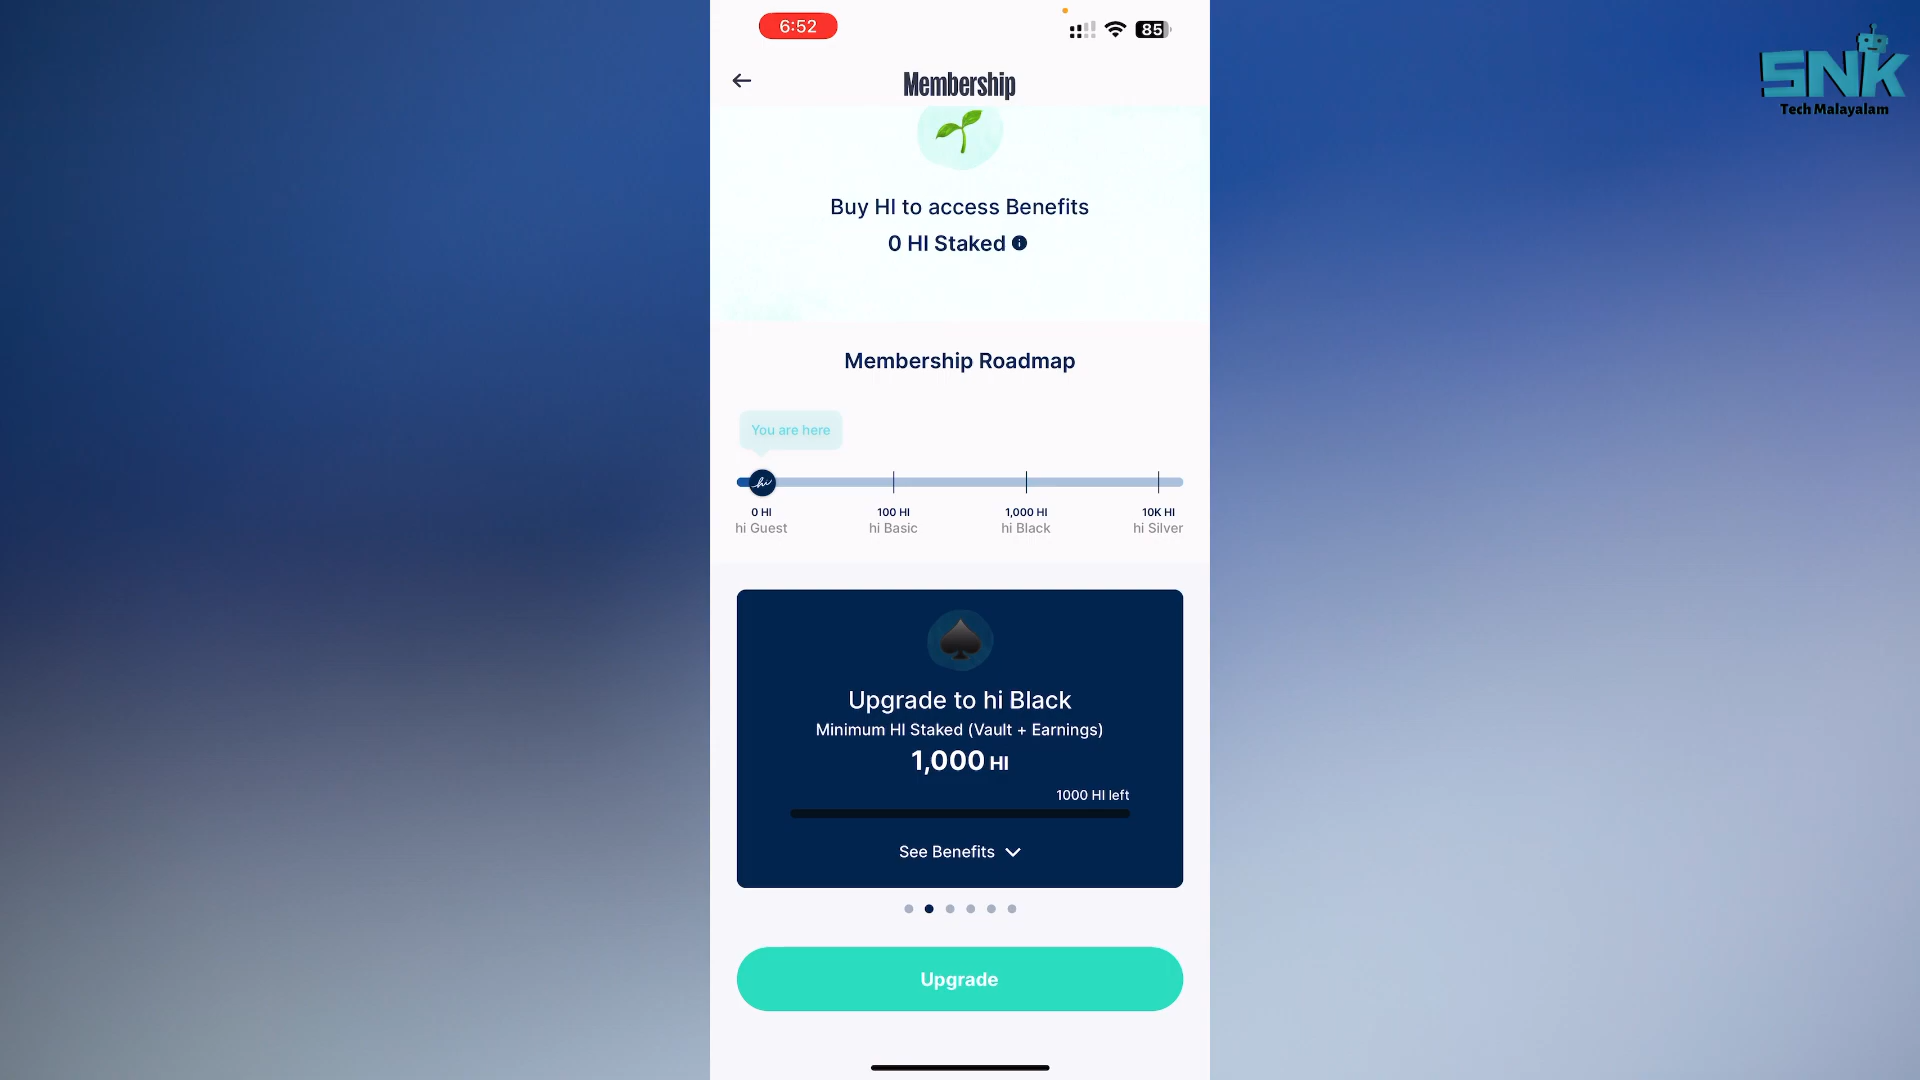 6:52
85
SNK
Tech Malayalam
Membership
Buy HI to access Benefits
0 HI Staked
Membership Roadmap
You are here
hi
0 HI
hi Guest
100 HI
hi Basic
1,000 HI
hi Black
10K HI
hi Silver
Upgrade to hi Black
Minimum HI Staked (Vault + Earnings)
1,000 HI
1000 HI left
See Benefits
Upgrade